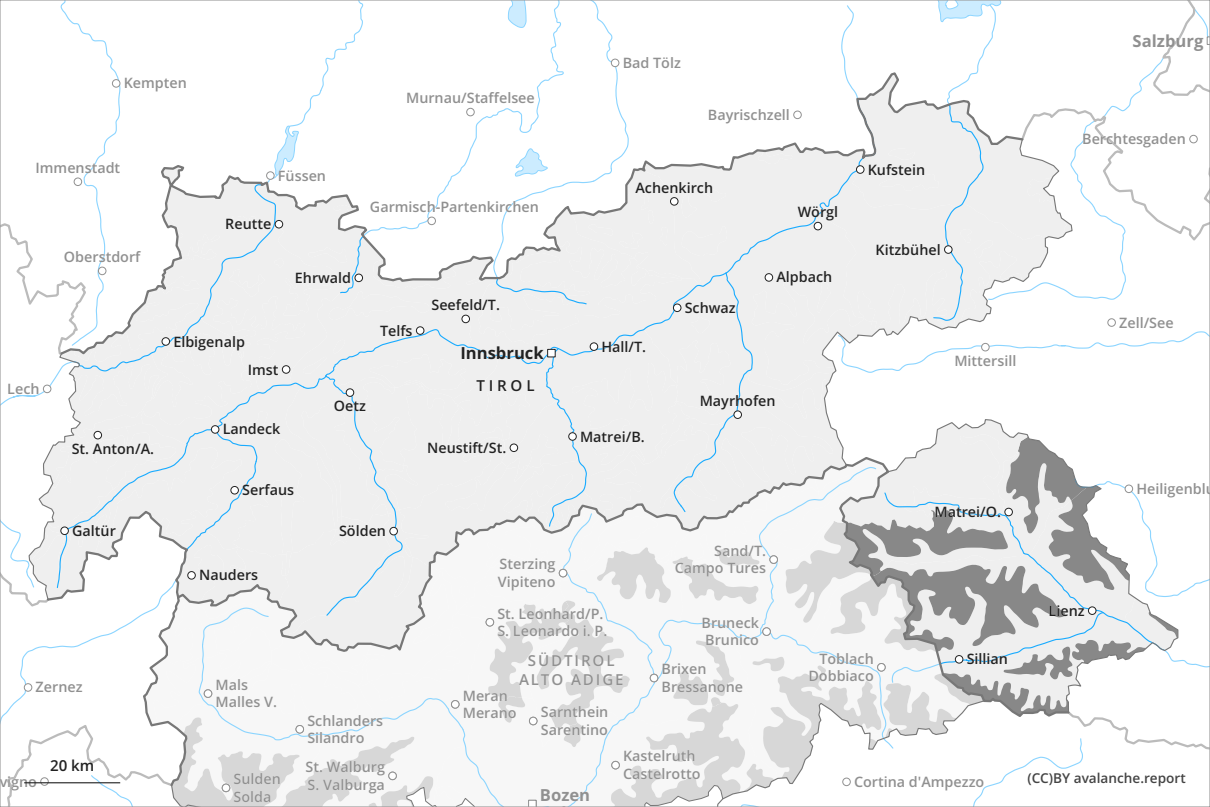 Salzburg
Bad Tölz
Kempten
Murnau/Staffelsee
Bayrischzell
Berchtesgaden
Immenstadt
Füssen
Kufstein
Achenkirch
Garmisch-Partenkirchen
Wörgl
Reutte
Kitzbühel
Oberstdorf
Ehrwald
Alpbach
Seefeld/T.
Schwaz
Telfs
Zell/See
Elbigenalp
Innsbruck
Hall/T.
Mittersill
Imst
TIROL
Lech
Oetz
Mayrhofen
Landeck
Matrei/B.
St. Anton/A.
Neustift/St.
Serfaus
Heiligenblu
Matrei/O.
Galtür
Sölden
Sand/T.
Campo Tures
Sterzing
Vipiteno
Nauders
Lienz
St. Leonhard/P.
S. Leonardo i. P.
Bruneck
Brunico
SÜDTIROL
ALTO ADIGE
Sillian
Toblach
Dobbiaco
Brixen
Bressanone
Zernez
Mals
Malles V.
Meran
Merano
Sarnthein
Sarentino
Schlanders
Silandro
Kastelruth
Castelrotto
St. Walburg
S. Valburga
20 km
vigno
Sulden
Solda
Cortina d'Ampezzo
(CC)BY avalanche.report
Bozen